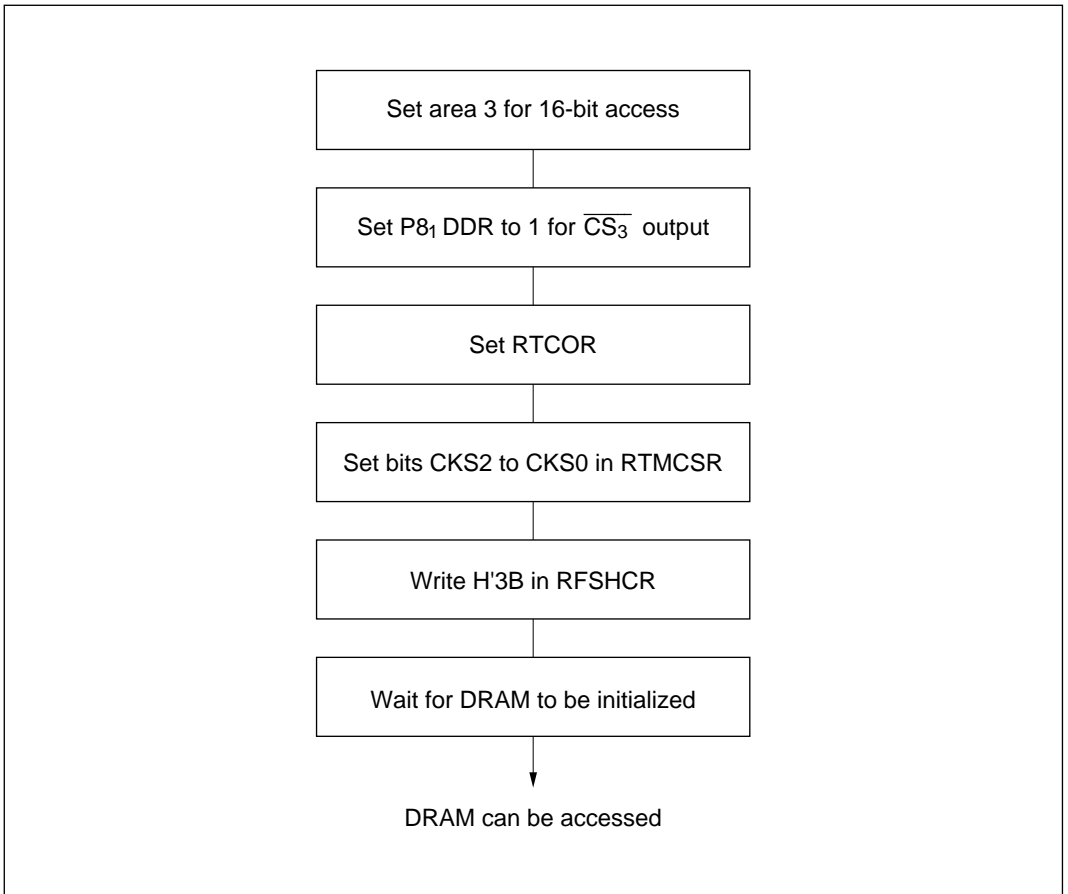 Set area 3 for 16-bit access
Set P8₁ DDR to 1 for C̅S̅₃̅ output
Set RTCOR
Set bits CKS2 to CKS0 in RTMCSR
Write H'3B in RFSHCR
Wait for DRAM to be initialized
DRAM can be accessed